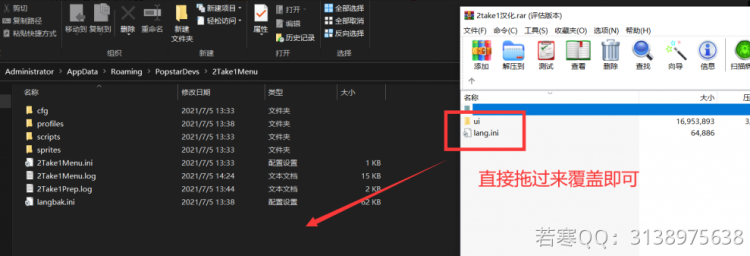 复制路径
粘贴快捷方式
移动到 复制到
删除 重命名
新建项目
轻松访问
新建
文件夹
属性
打开
编辑
历史记录
全部选择
全部取消
反向选择
组织
新建
打开
选择
Administrator › AppData › Roaming › PopstarDevs › 2Take1Menu
名称 修改日期 类型 大小
cfg 2021/7/5 13:33 文件夹
profiles 2021/7/5 13:38 文件夹
scripts 2021/7/5 13:33 文件夹
sprites 2021/7/5 13:33 文件夹
2Take1Menu.ini 2021/7/5 13:33 配置设置 1 KB
2Take1Menu.log 2021/7/5 14:24 文本文档 15 KB
2Take1Prep.log 2021/7/5 13:44 文本文档 2 KB
langbak.ini 2021/7/5 13:38 配置设置 62 KB
2take1汉化.rar (评估版本)
文件(F) 命令(C) 工具(S) 收藏夹(O) 选项(N) 帮助(H)
添加 解压到 测试 查看 删除 查找 向导 信息 扫描病
名称 大小 压
ui 16,953,893
lang.ini 64,886
直接拖过来覆盖即可
若寒QQ：3138975638